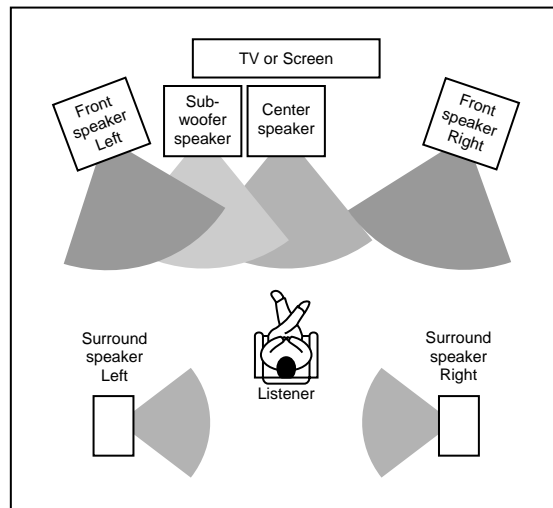 TV or Screen
Front
speaker
Left
Sub-
woofer
speaker
Center
speaker
Front
speaker
Right
Surround
speaker
Left
Listener
Surround
speaker
Right